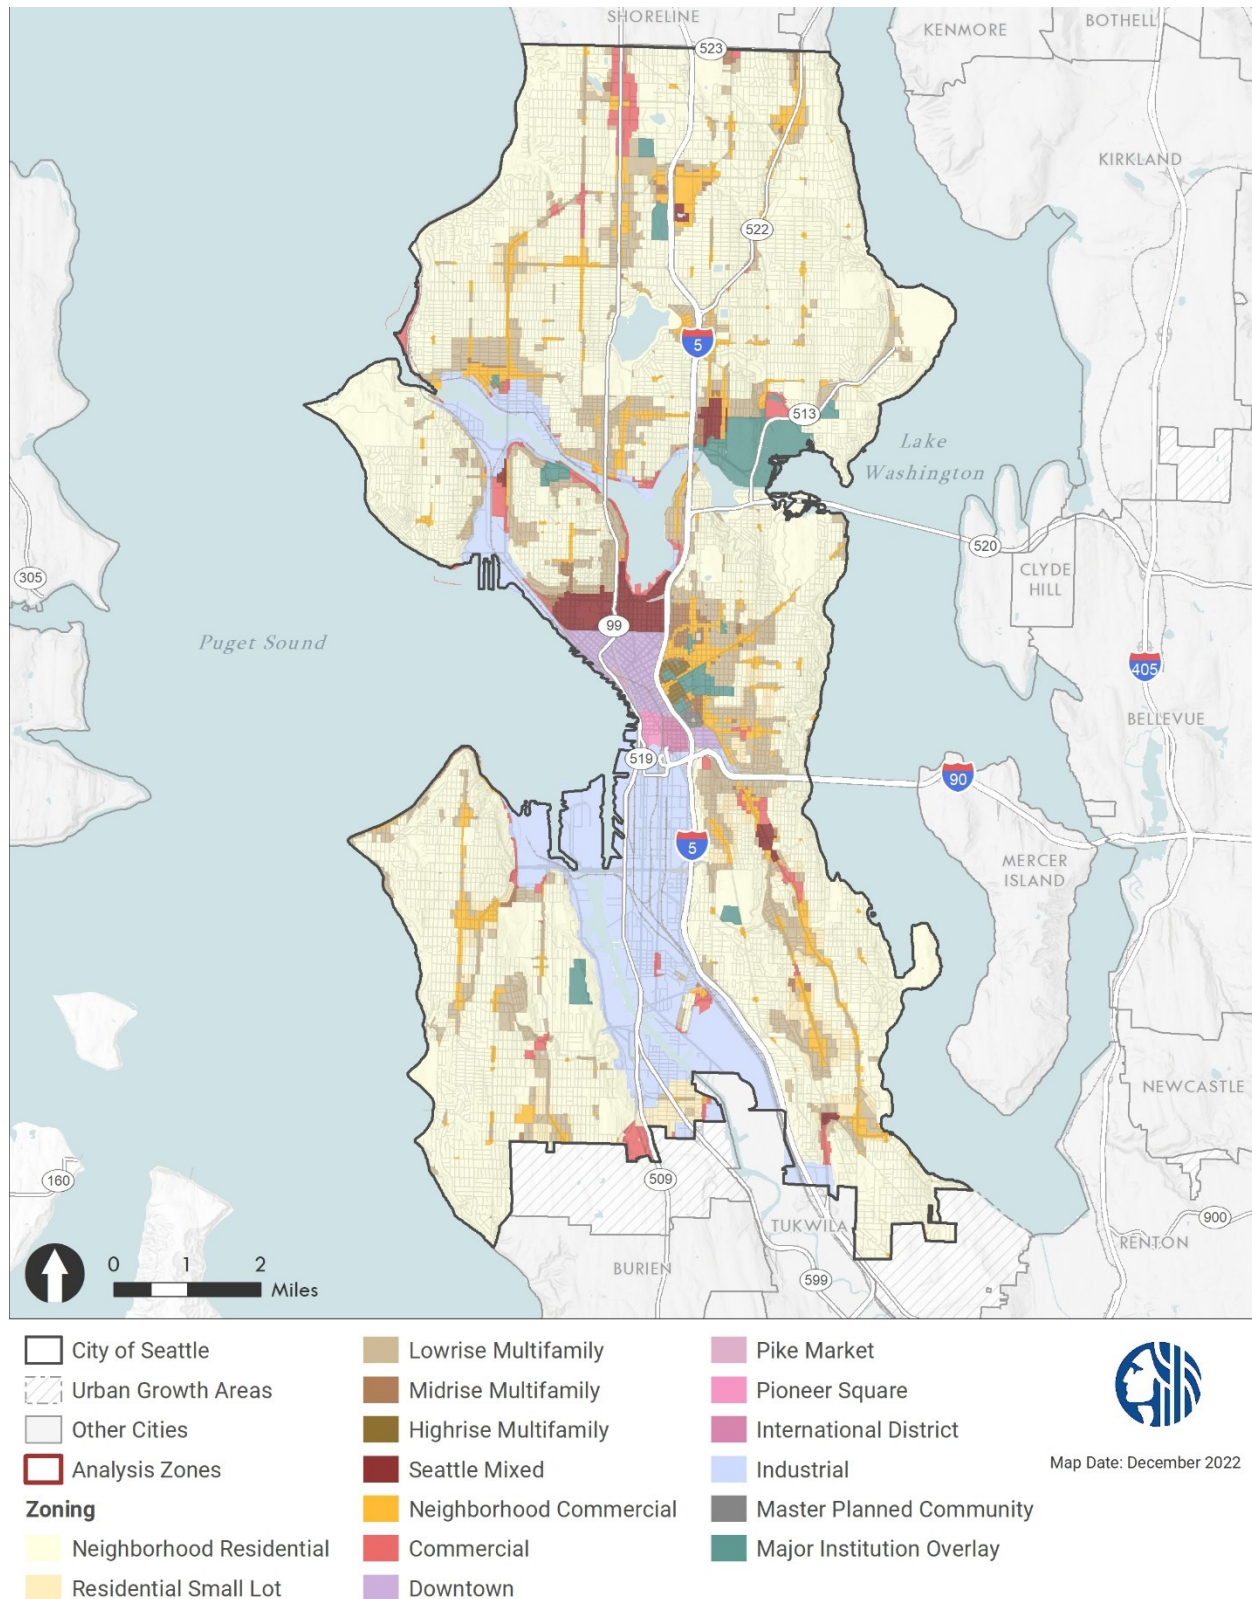 SHORELINE
BOTHELL
KENMORE
523
KIRKLAND
522
5
513
Lake
Washington
520
305
CLYDE
HILL
99
Puget Sound
405
BELLEVUE
519
90
5
MERCER
ISLAND
NEWCASTLE
160
509
900
TUKWILA
RENTON
BURIEN
599
0 1 2
Miles
City of Seattle
Urban Growth Areas
Other Cities
Analysis Zones
Zoning
Neighborhood Residential
Residential Small Lot
Lowrise Multifamily
Midrise Multifamily
Highrise Multifamily
Seattle Mixed
Neighborhood Commercial
Commercial
Downtown
Pike Market
Pioneer Square
International District
Industrial
Master Planned Community
Major Institution Overlay
Map Date: December 2022